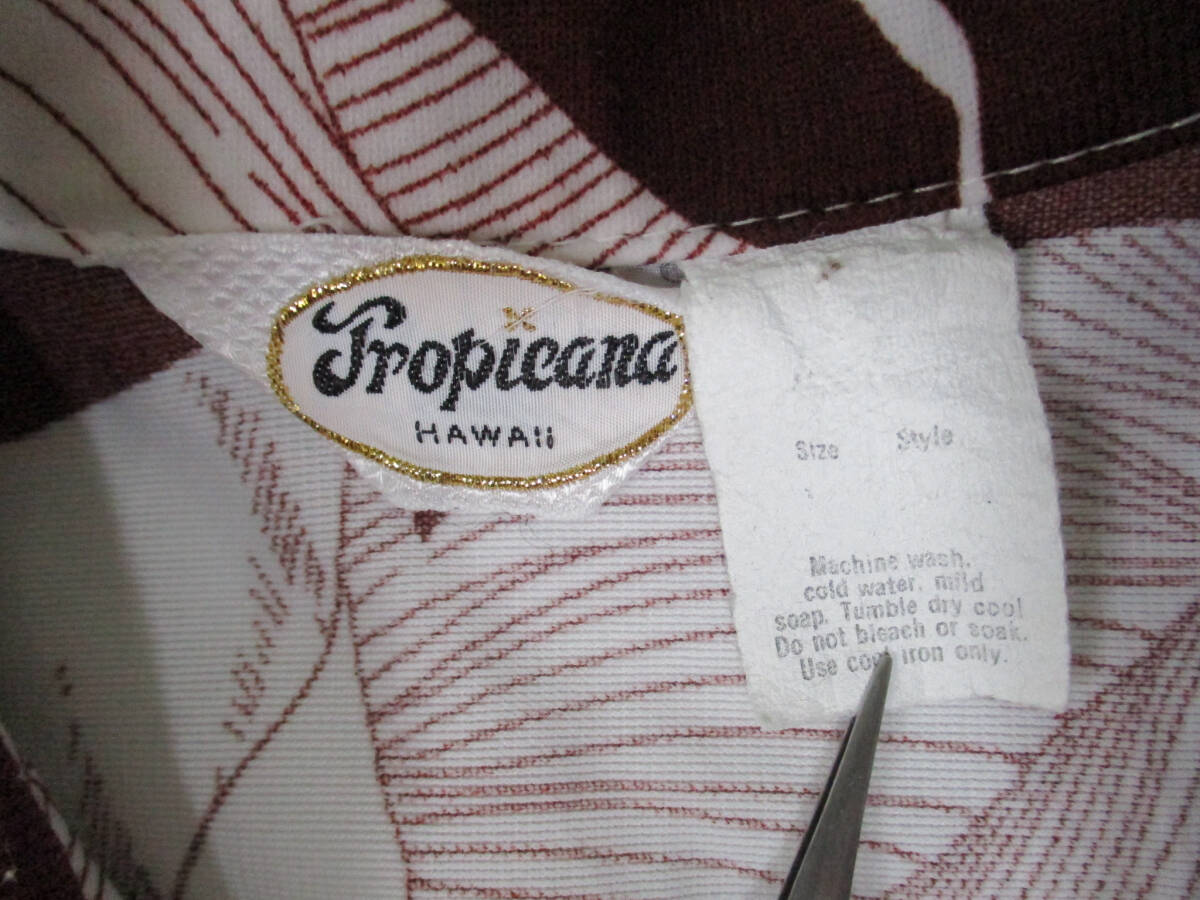 Tropicana
HAWAII
Size Style
Machine wash,
cold water, mild
soap. Tumble dry cool
Do not bleach or soak.
Use cool iron only.